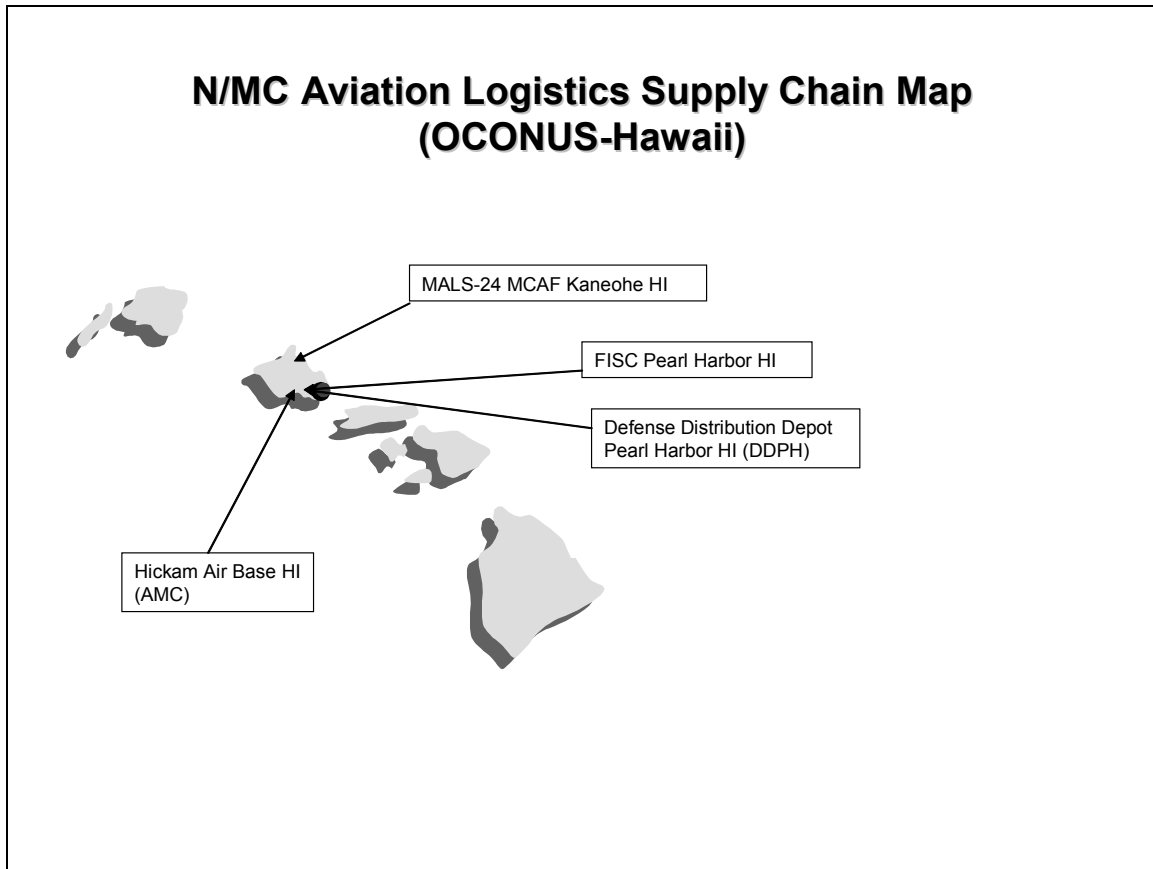 N/MC Aviation Logistics Supply Chain Map
(OCONUS-Hawaii)
MALS-24 MCAF Kaneohe HI
FISC Pearl Harbor HI
Defense Distribution Depot
Pearl Harbor HI (DDPH)
Hickam Air Base HI
(AMC)